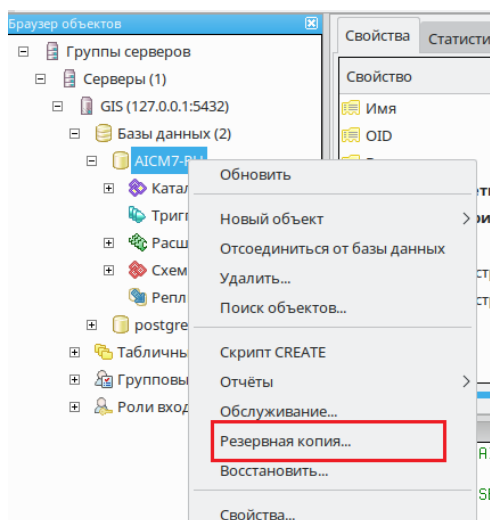 Браузер объектов
Группы серверов
Серверы (1)
GIS (127.0.0.1:5432)
Базы данных (2)
AICM7-
Катал
Триг
Расш
Схем
Репл
postgre
Табличны
Групповы
Роли вход
Свойства
Статисти
Свойство
Имя
OID
Обновить
Новый объект
Отсоединиться от базы данных
Удалить...
Поиск объектов...
Скрипт CREATE
Отчёты
Обслуживание...
Резервная копия...
Восстановить...
Свойства...